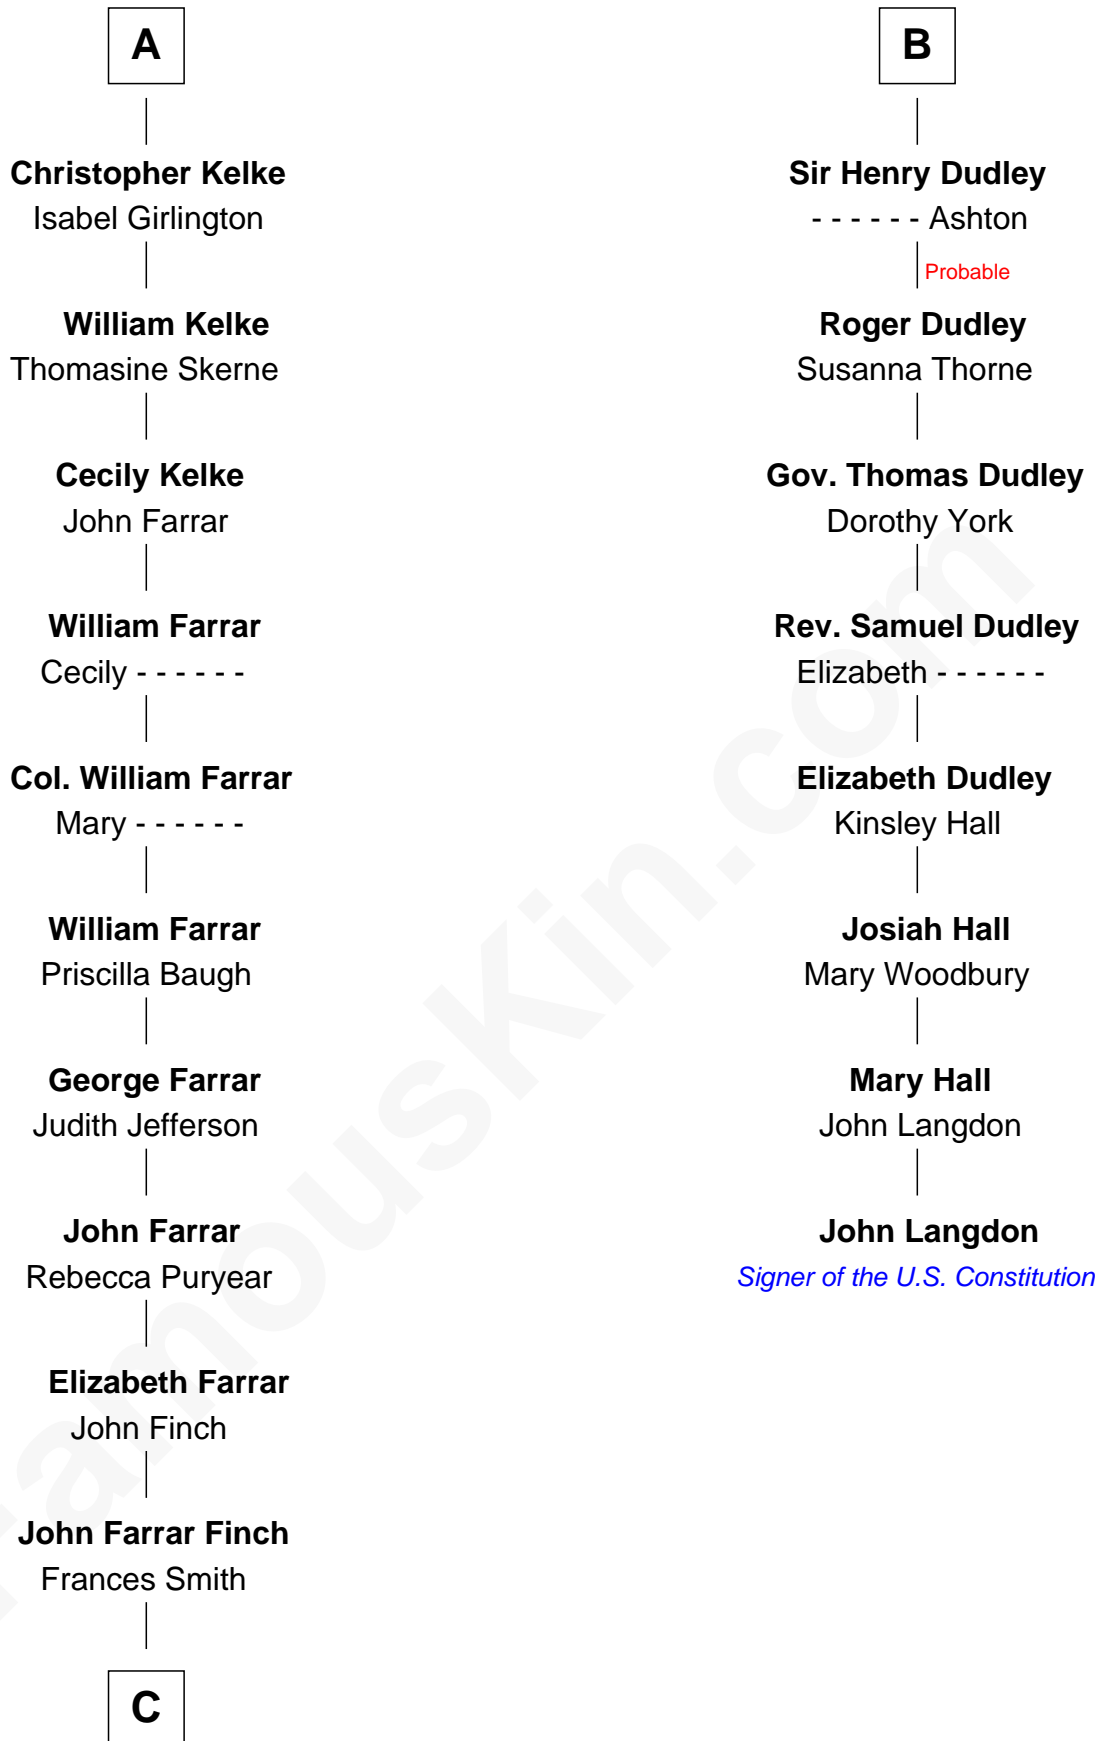 A
Christopher Kelke
Isabel Girlington
William Kelke
Thomasine Skerne
Cecily Kelke
John Farrar
William Farrar
Cecily - - - - - -
Col. William Farrar
Mary - - - - - -
William Farrar
Priscilla Baugh
George Farrar
Judith Jefferson
John Farrar
Rebecca Puryear
Elizabeth Farrar
John Finch
John Farrar Finch
Frances Smith
C
B
Sir Henry Dudley
- - - - - - Ashton
Probable
Roger Dudley
Susanna Thorne
Gov. Thomas Dudley
Dorothy York
Rev. Samuel Dudley
Elizabeth - - - - - -
Elizabeth Dudley
Kinsley Hall
Josiah Hall
Mary Woodbury
Mary Hall
John Langdon
John Langdon
Signer of the U.S. Constitution
FamousKin.com